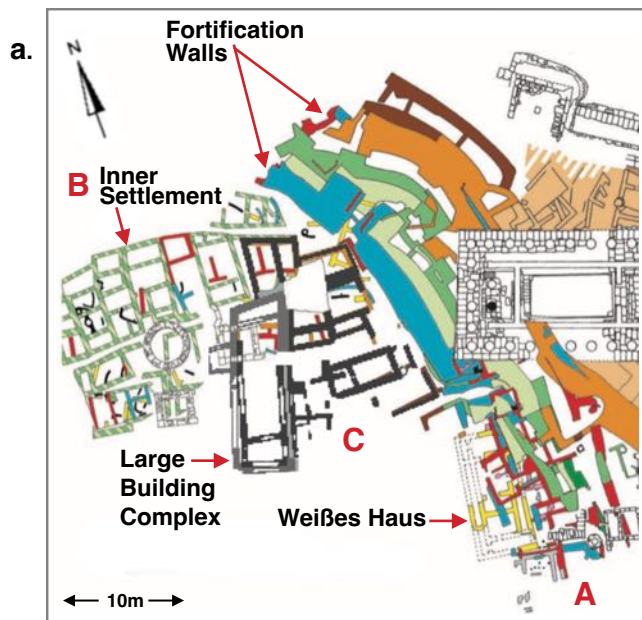 a.
Fortification
Walls
N
B Inner
Settlement
C
Large
Building
Complex
Weißes Haus
A
10m